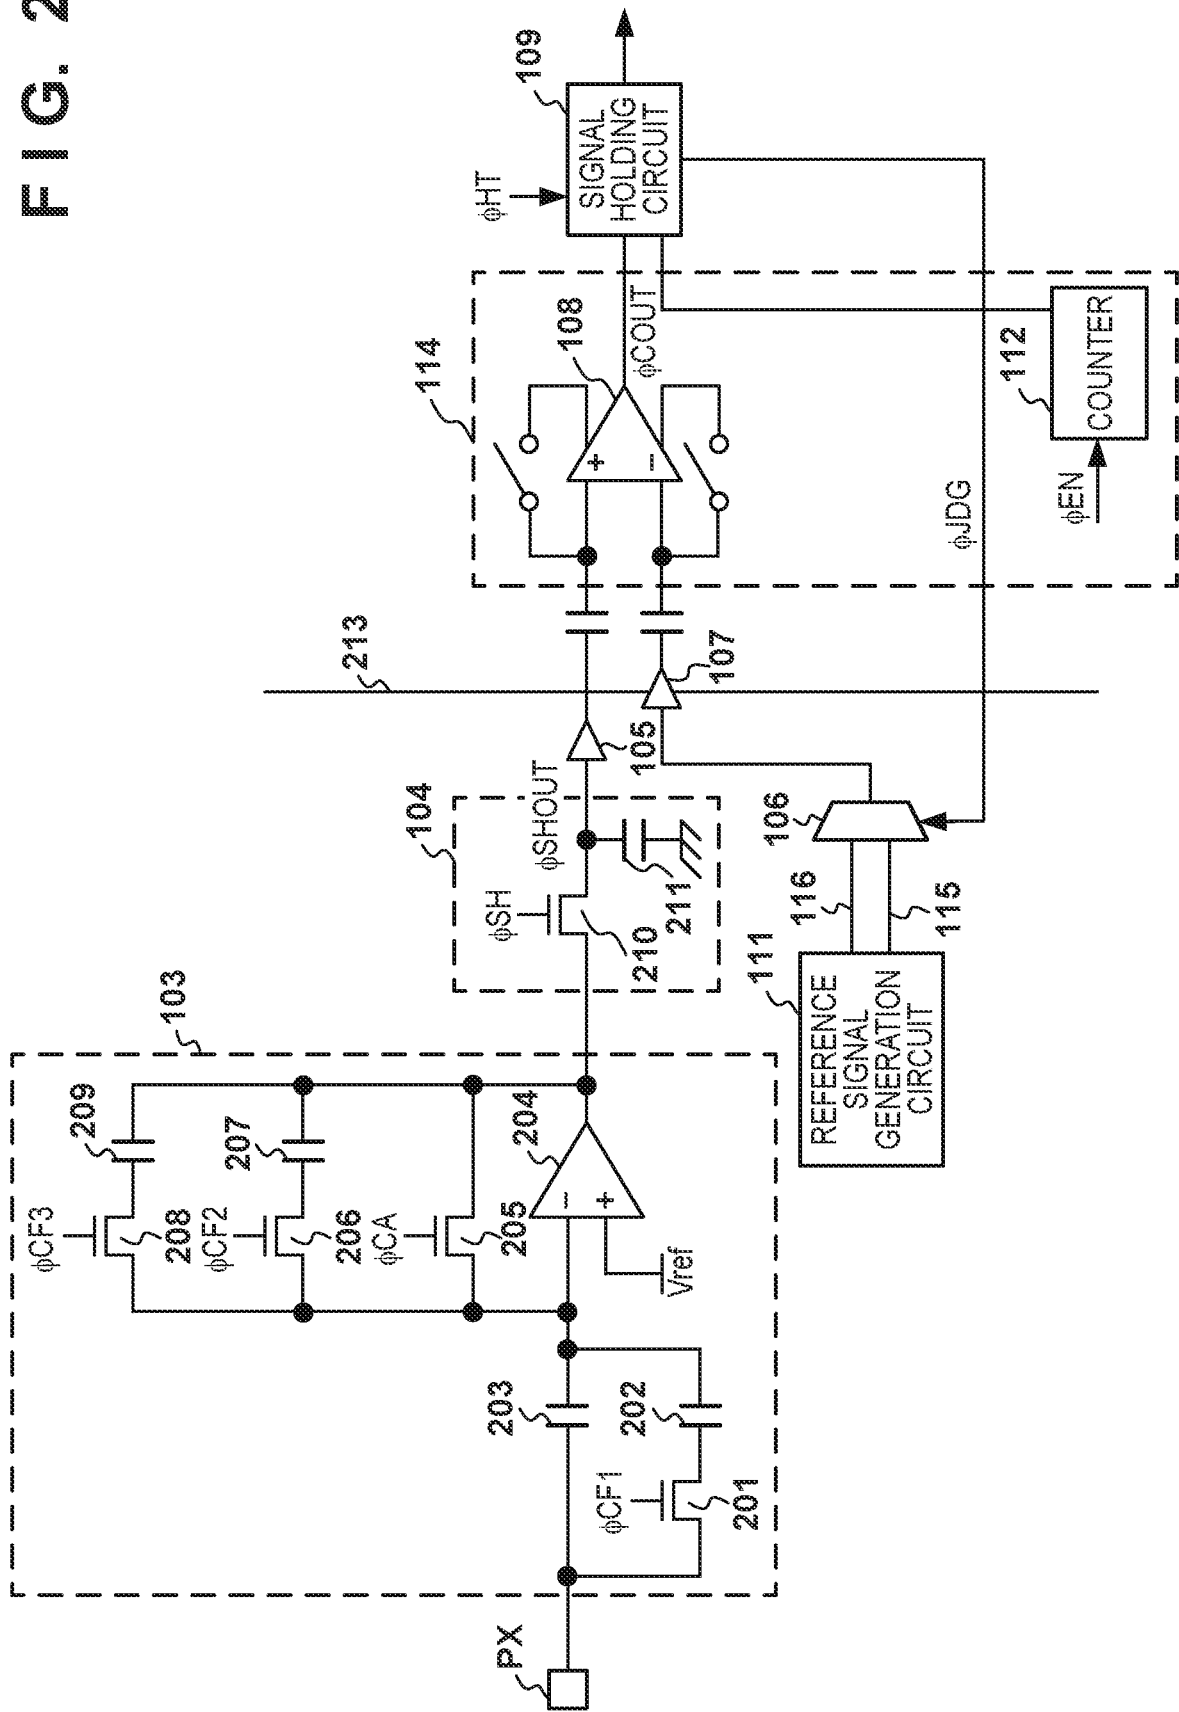 FIG. 2
PX
103
φCF3
208
209
φCF2
206
207
φCA
205
204
−
+
Vref
203
202
φCF1
201
104
φSH
210
211
φSHOUT
105
213
107
114
+
−
108
φCOUT
φHT
109
SIGNAL
HOLDING
CIRCUIT
φJDG
φEN
112
COUNTER
111
REFERENCE
SIGNAL
GENERATION
CIRCUIT
116
115
106